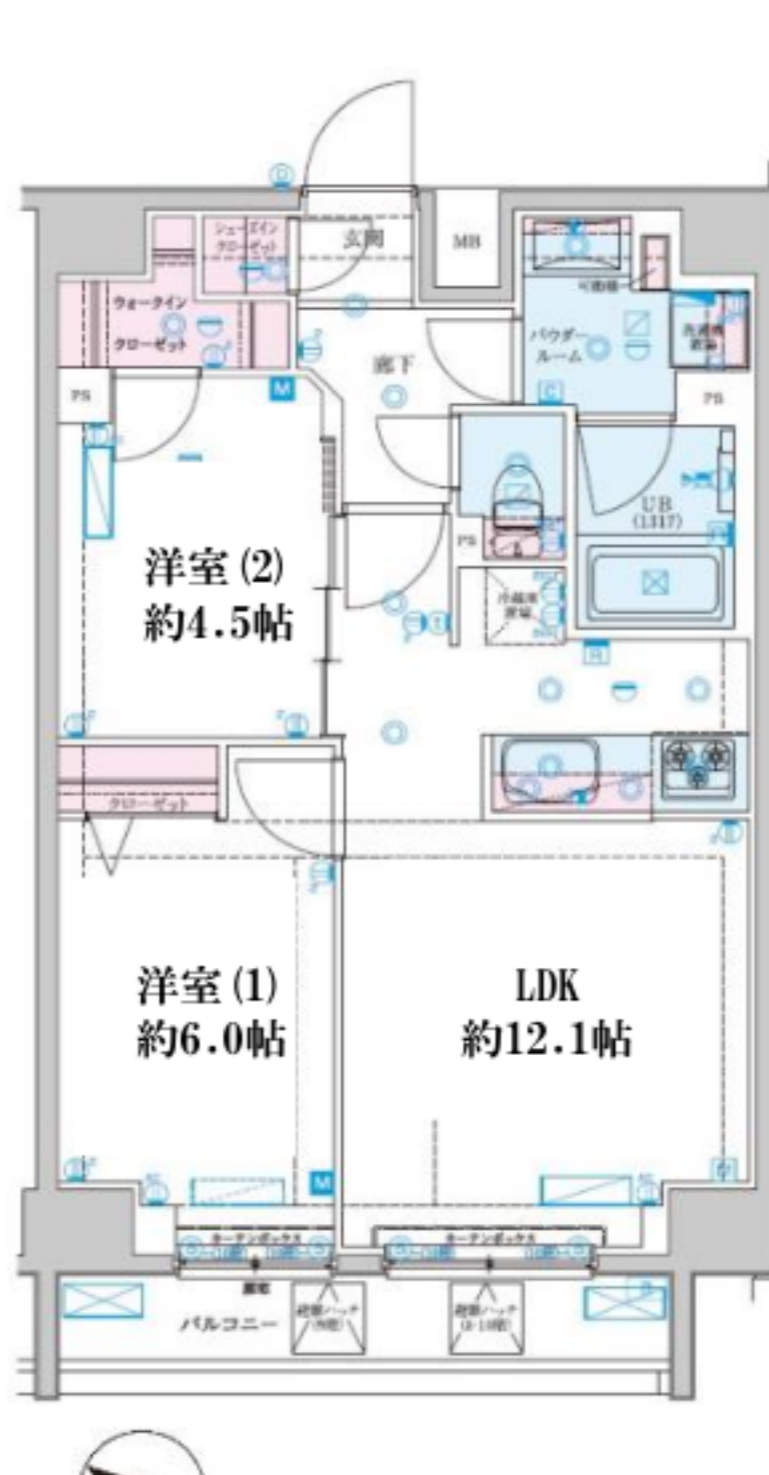 シューズイン
クローゼット
玄関
MB
可動棚
ウォークイン
クローゼット
パウダー
ルーム
洗濯機
置場
廊下
PS
PS
UB
(1317)
PS
冷蔵庫
置場
洋室(2)
約4.5帖
R
クローゼット
洋室(1)
約6.0帖
LDK
約12.1帖
M
M
カーテンボックス
カーテンボックス
バルコニー
避難ハッチ
避難ハッチ